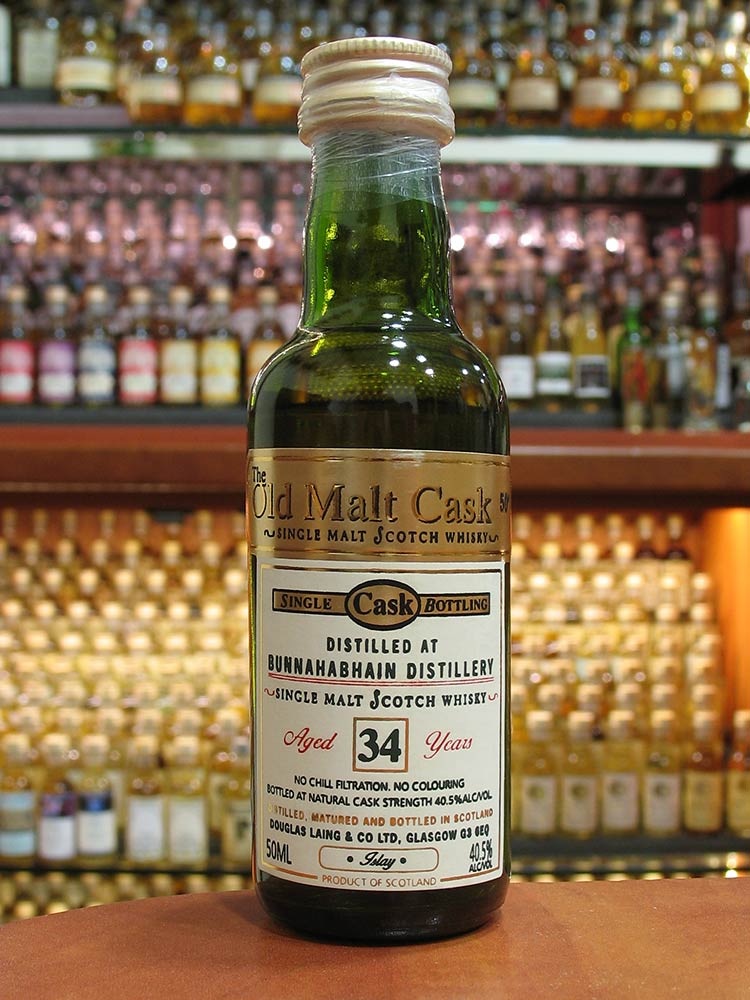 The
Old Malt Cask
SINGLE MALT SCOTCH WHISKY
SINGLE Cask BOTTLING
DISTILLED AT
BUNNAHABHAIN DISTILLERY
SINGLE MALT SCOTCH WHISKY
Aged 34 Years
NO CHILL FILTRATION. NO COLOURING
BOTTLED AT NATURAL CASK STRENGTH 40.5%ALC/VOL
DISTILLED, MATURED AND BOTTLED IN SCOTLAND
DOUGLAS LAING & CO LTD, GLASGOW G3 6EQ
50ML • Islay • 40.5%
ALC/VOL
PRODUCT OF SCOTLAND